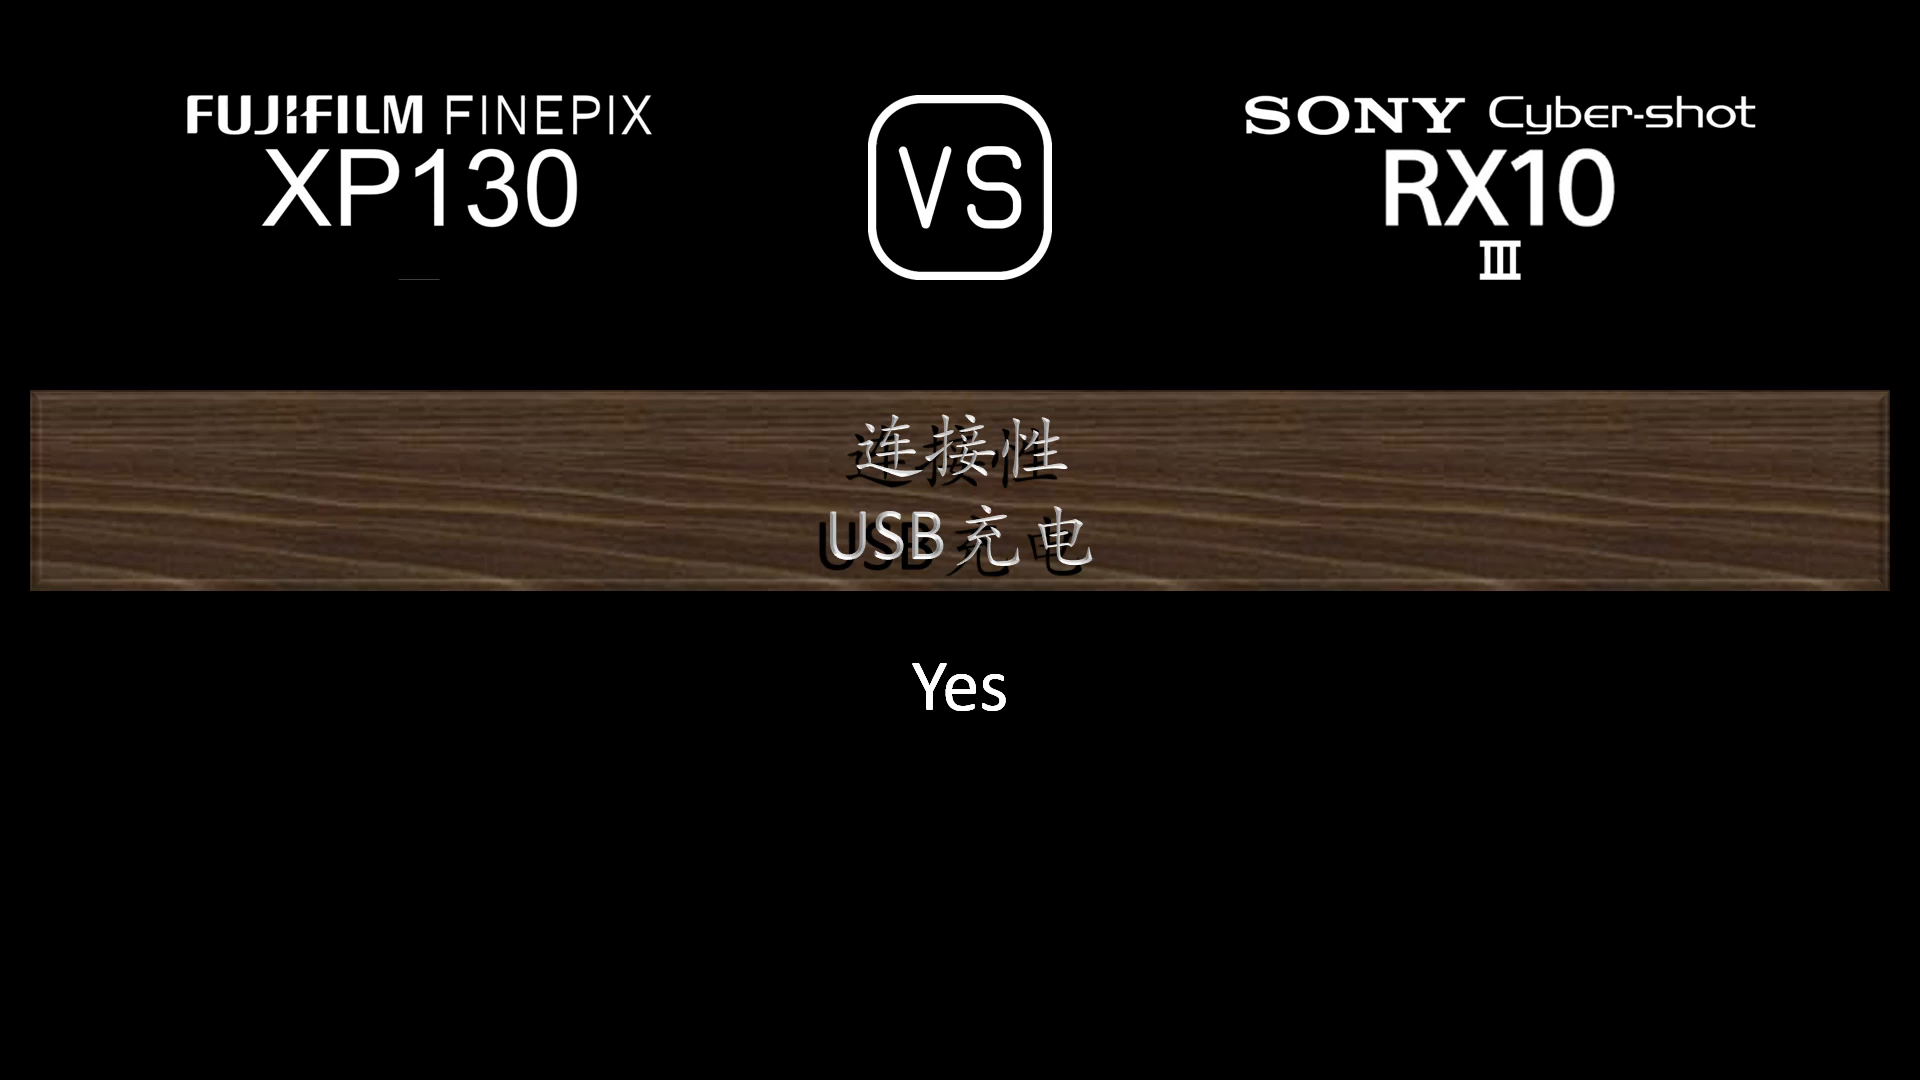 FUJIFILM FINEPIX
XP130
VS
SONY Cyber-shot
RX10
III
连接性
USB充电
Yes